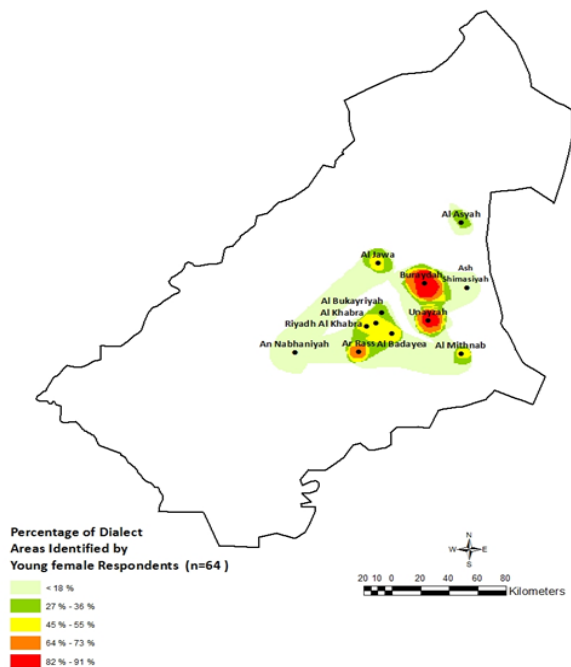 Al Asyah
Al Jawa
Buraydah
Ash
Shimasiyah
Al Bukayriyah
Al Khabra
Unayzah
Riyadh Al Khabra
An Nabhaniyah
Ar Rass
Al Badayea
Al Mithnab
Percentage of Dialect
Areas Identified by
Young female Respondents (n=64 )
< 18 %
27 % - 36 %
45 % - 55 %
64 % - 73 %
82 % - 91 %
N
W
E
S
20 10 0 20 40 60 80
Kilometers